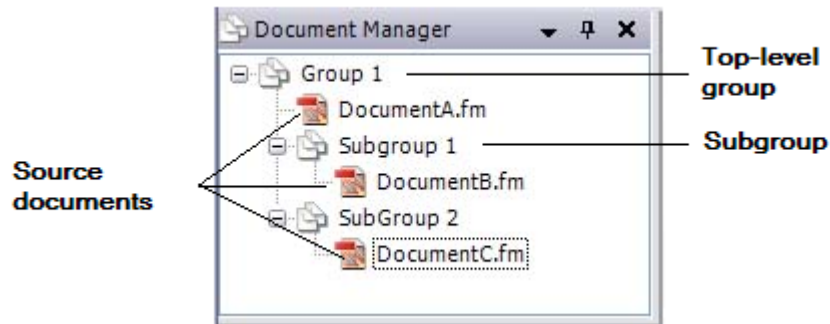 Document Manager
Group 1
Top-level
group
DocumentA.fm
Subgroup 1
Subgroup
Source
documents
DocumentB.fm
SubGroup 2
DocumentC.fm